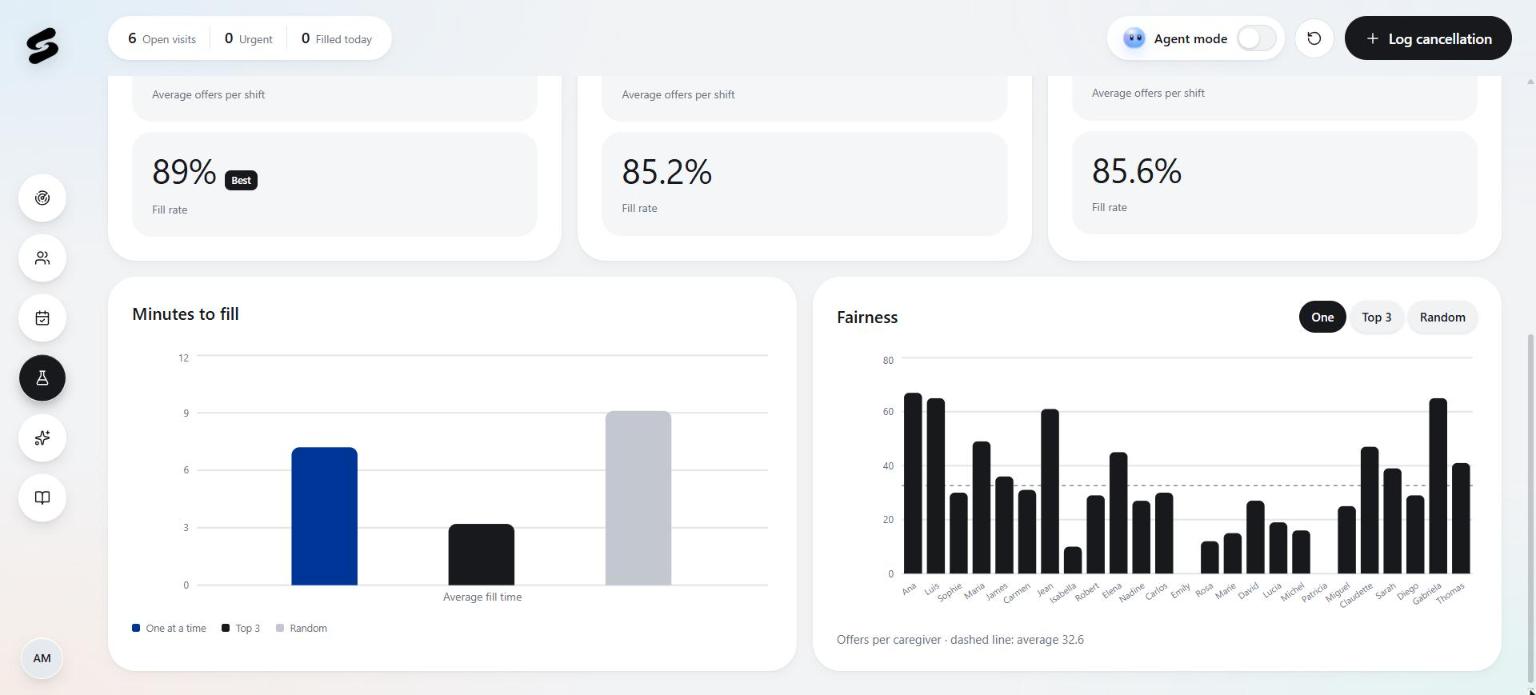 6 Open visits
0 Urgent
0 Filled today
Agent mode
+ Log cancellation
Average offers per shift
Average offers per shift
Average offers per shift
89% Best
Fill rate
85.2%
Fill rate
85.6%
Fill rate
Minutes to fill
12
9
6
3
0
Average fill time
One at a time
Top 3
Random
Fairness
One
Top 3
Random
80
60
40
20
0
Ana
Luis
Sophie
Maria
James
Carmen
Jean
Isabella
Robert
Elena
Nadine
Carlos
Emily
Rosa
Marie
David
Lucia
Michel
Patricia
Miguel
Claudette
Sarah
Diego
Gabriela
Thomas
Offers per caregiver · dashed line: average 32.6
AM